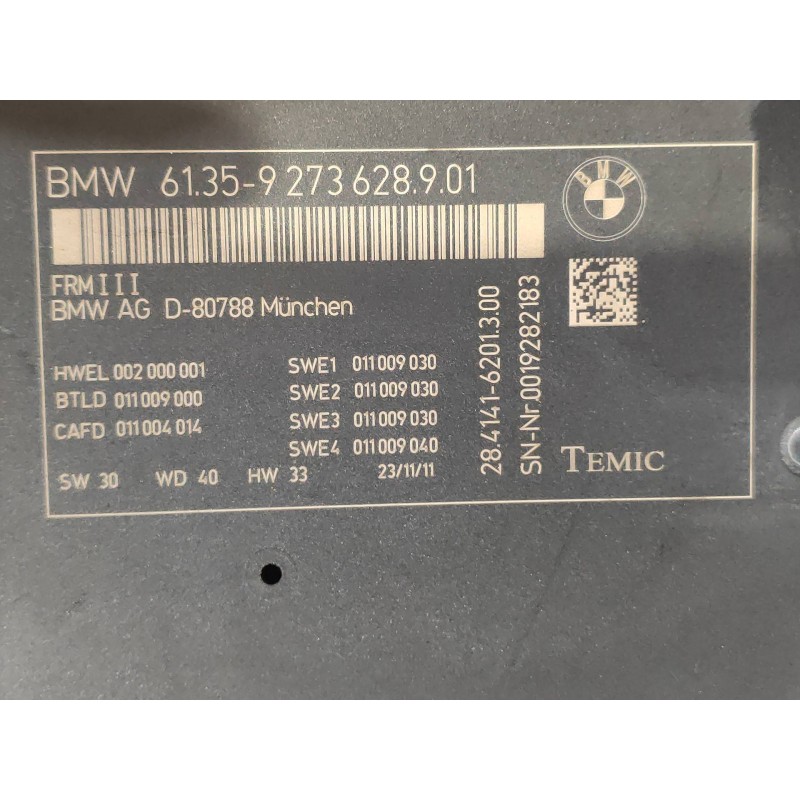 BMW 61.35-9 273 628.9.01
BMW
FRMIII
BMW AG D-80788 München
HWEL 002 000 001
BTLD 011 009 000
CAFD 011 004 014
SWE1 011 009 030
SWE2 011 009 030
SWE3 011 009 030
SWE4 011 009 040
SW 30 WD 40 HW 33 23/11/11
28.4141-6201.3.00
SN-Nr.0019282183
TEMIC